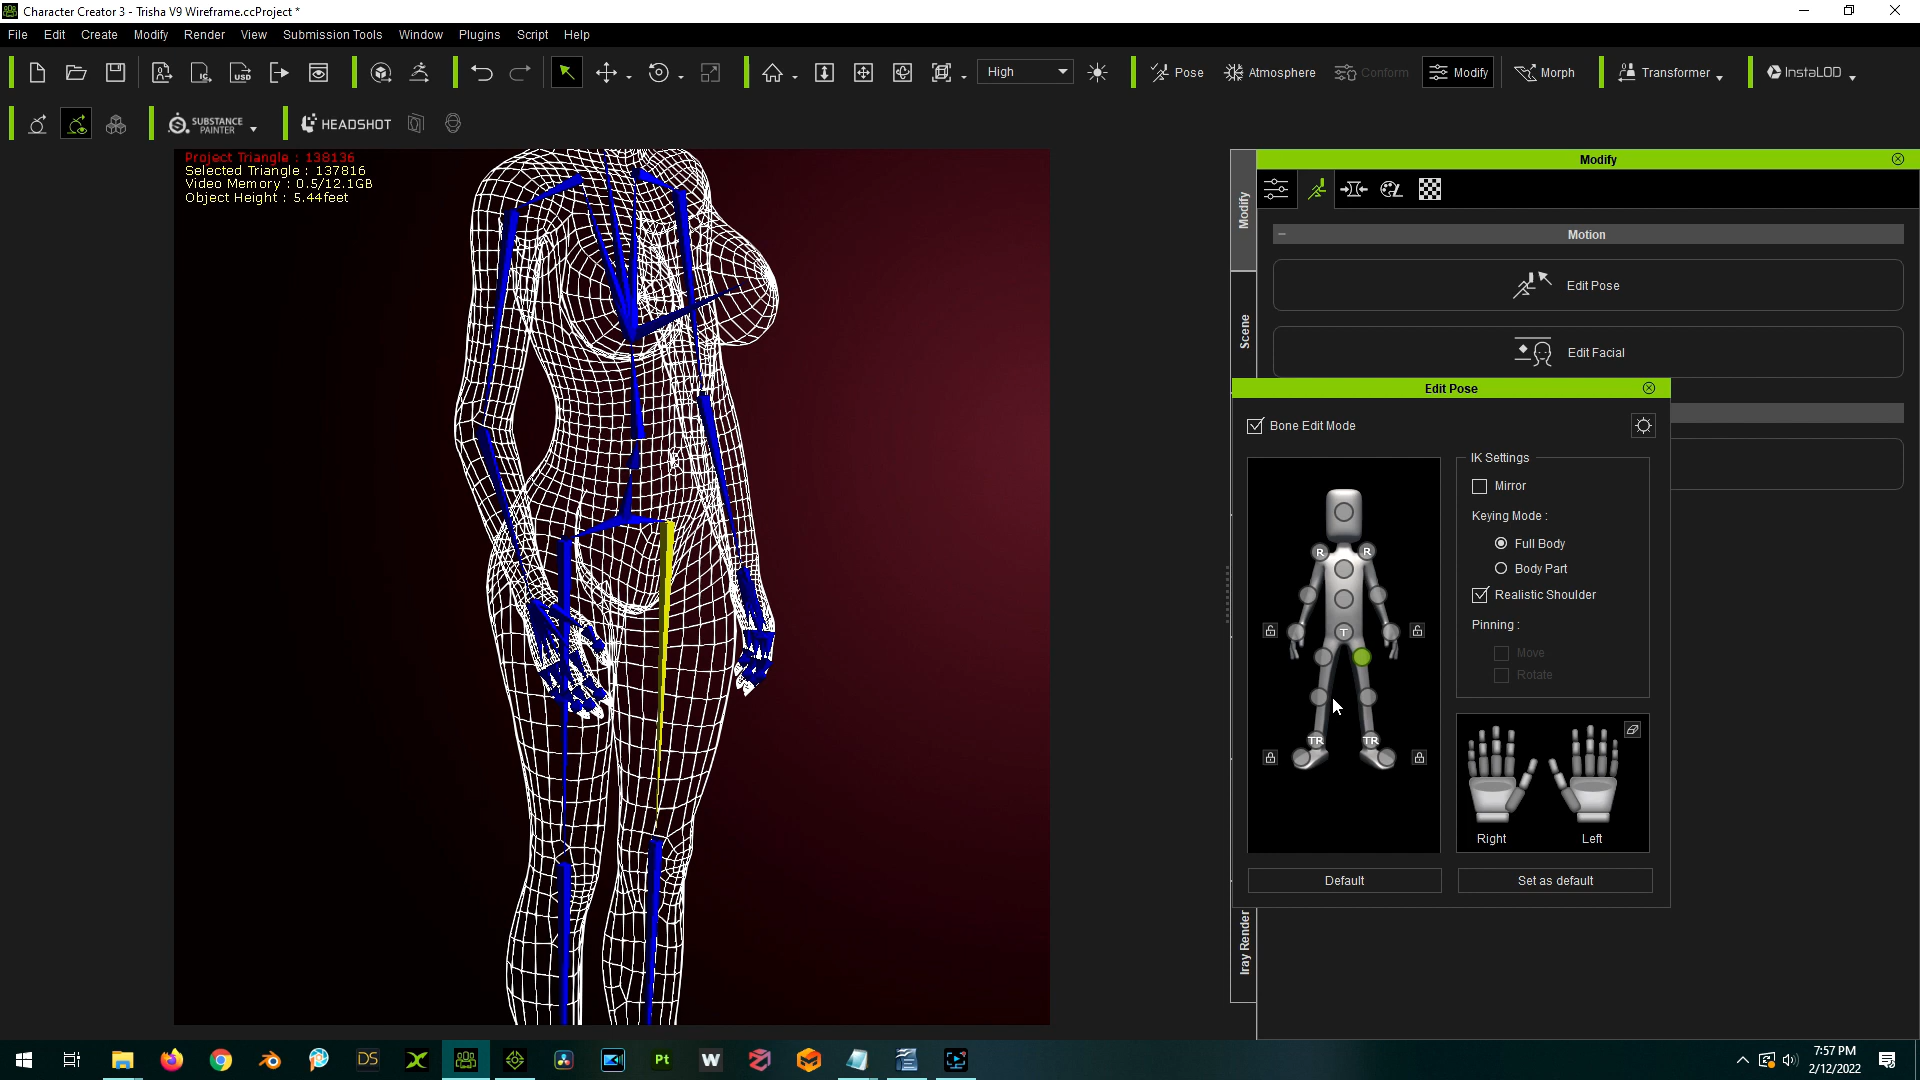 Character Creator 3 - Trisha V9 Wireframe.ccProject *
File Edit Create Modify Render View Submission Tools Window Plugins Script Help
High Pose Atmosphere Conform Modify Morph Transformer InstaLOD
SUBSTANCE PAINTER HEADSHOT
Project Triangle : 138136
Selected Triangle : 137816
Video Memory : 0.5/12.1GB
Object Height : 5.44feet
Modify
Modify
Scene
Motion
Edit Pose
Edit Facial
Edit Pose
Bone Edit Mode
IK Settings
Mirror
Keying Mode :
Full Body
Body Part
Realistic Shoulder
Pinning :
Move
Rotate
R R
T
TR TR
Right Left
Default Set as default
Iray Render
DS Pt W
7:57 PM
2/12/2022